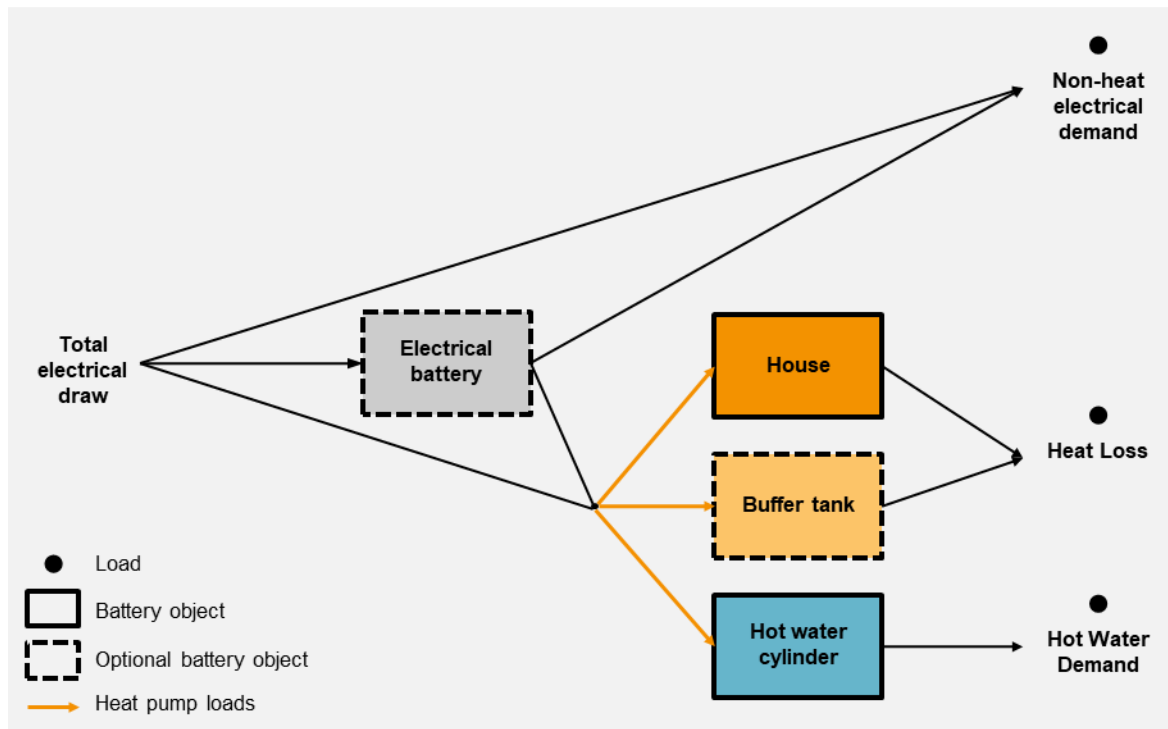 Non-heat
electrical
demand
Total
electrical
draw
Electrical
battery
House
Heat Loss
Buffer tank
Hot water
cylinder
Hot Water
Demand
Load
Battery object
Optional battery object
Heat pump loads